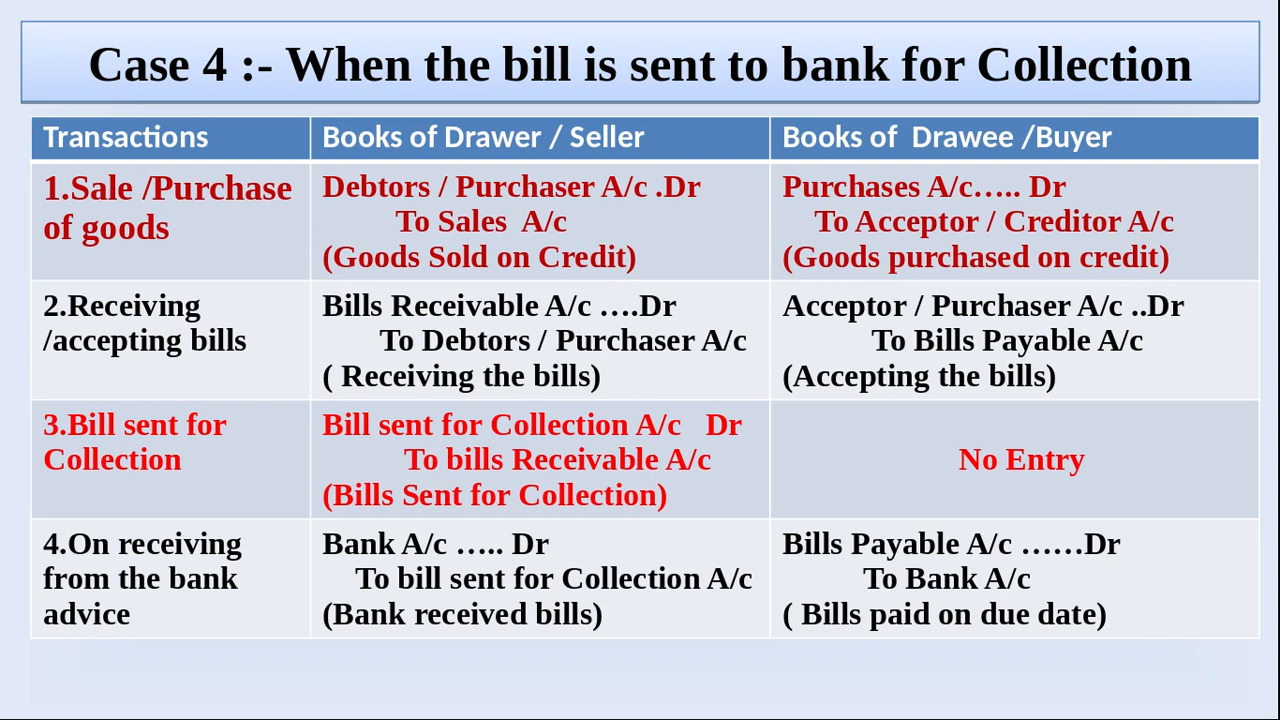 Case 4 :- When the bill is sent to bank for Collection
Transactions
Books of Drawer / Seller
Books of  Drawee /Buyer
1.Sale /Purchase
of goods
Debtors / Purchaser A/c .Dr
To Sales  A/c
(Goods Sold on Credit)
Purchases A/c….. Dr
To Acceptor / Creditor A/c
(Goods purchased on credit)
2.Receiving
/accepting bills
Bills Receivable A/c ….Dr
To Debtors / Purchaser A/c
( Receiving the bills)
Acceptor / Purchaser A/c ..Dr
To Bills Payable A/c
(Accepting the bills)
3.Bill sent for
Collection
Bill sent for Collection A/c   Dr
To bills Receivable A/c
(Bills Sent for Collection)
No Entry
4.On receiving
from the bank
advice
Bank A/c ….. Dr
To bill sent for Collection A/c
(Bank received bills)
Bills Payable A/c ……Dr
To Bank A/c
( Bills paid on due date)